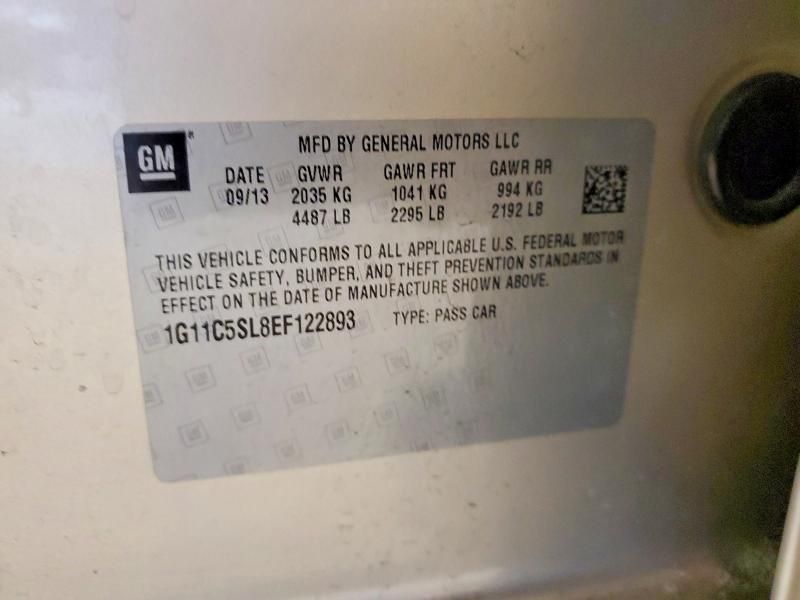 GM
MFD BY GENERAL MOTORS LLC
DATE GVWR GAWR FRT GAWR RR
09/13 2035 KG 1041 KG 994 KG
4487 LB 2295 LB 2192 LB
THIS VEHICLE CONFORMS TO ALL APPLICABLE U.S. FEDERAL MOTOR
VEHICLE SAFETY, BUMPER, AND THEFT PREVENTION STANDARDS IN
EFFECT ON THE DATE OF MANUFACTURE SHOWN ABOVE.
1G11C5SL8EF122893 TYPE: PASS CAR